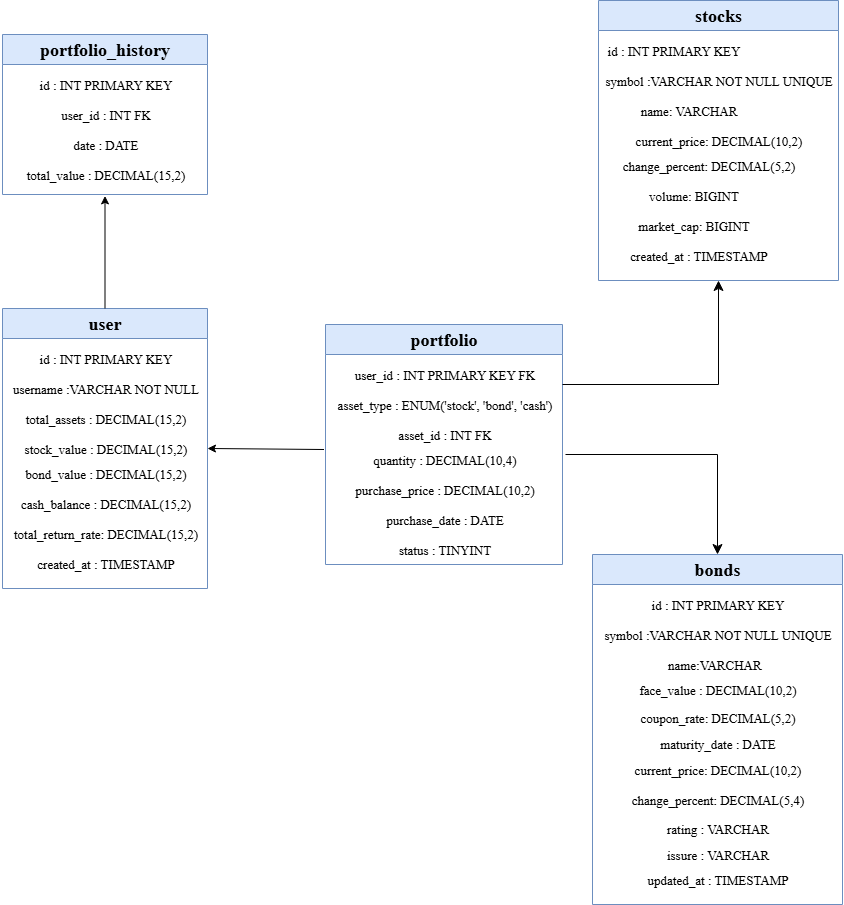 portfolio_history
id : INT PRIMARY KEY
user_id : INT FK
date : DATE
total_value : DECIMAL(15,2)
stocks
id : INT PRIMARY KEY
symbol :VARCHAR NOT NULL UNIQUE
name: VARCHAR
current_price: DECIMAL(10,2)
change_percent: DECIMAL(5,2)
volume: BIGINT
market_cap: BIGINT
created_at : TIMESTAMP
user
id : INT PRIMARY KEY
username :VARCHAR NOT NULL
total_assets : DECIMAL(15,2)
stock_value : DECIMAL(15,2)
bond_value : DECIMAL(15,2)
cash_balance : DECIMAL(15,2)
total_return_rate: DECIMAL(15,2)
created_at : TIMESTAMP
portfolio
user_id : INT PRIMARY KEY FK
asset_type : ENUM('stock', 'bond', 'cash')
asset_id : INT FK
quantity : DECIMAL(10,4)
purchase_price : DECIMAL(10,2)
purchase_date : DATE
status : TINYINT
bonds
id : INT PRIMARY KEY
symbol :VARCHAR NOT NULL UNIQUE
name:VARCHAR
face_value : DECIMAL(10,2)
coupon_rate: DECIMAL(5,2)
maturity_date : DATE
current_price: DECIMAL(10,2)
change_percent: DECIMAL(5,4)
rating : VARCHAR
issure : VARCHAR
updated_at : TIMESTAMP